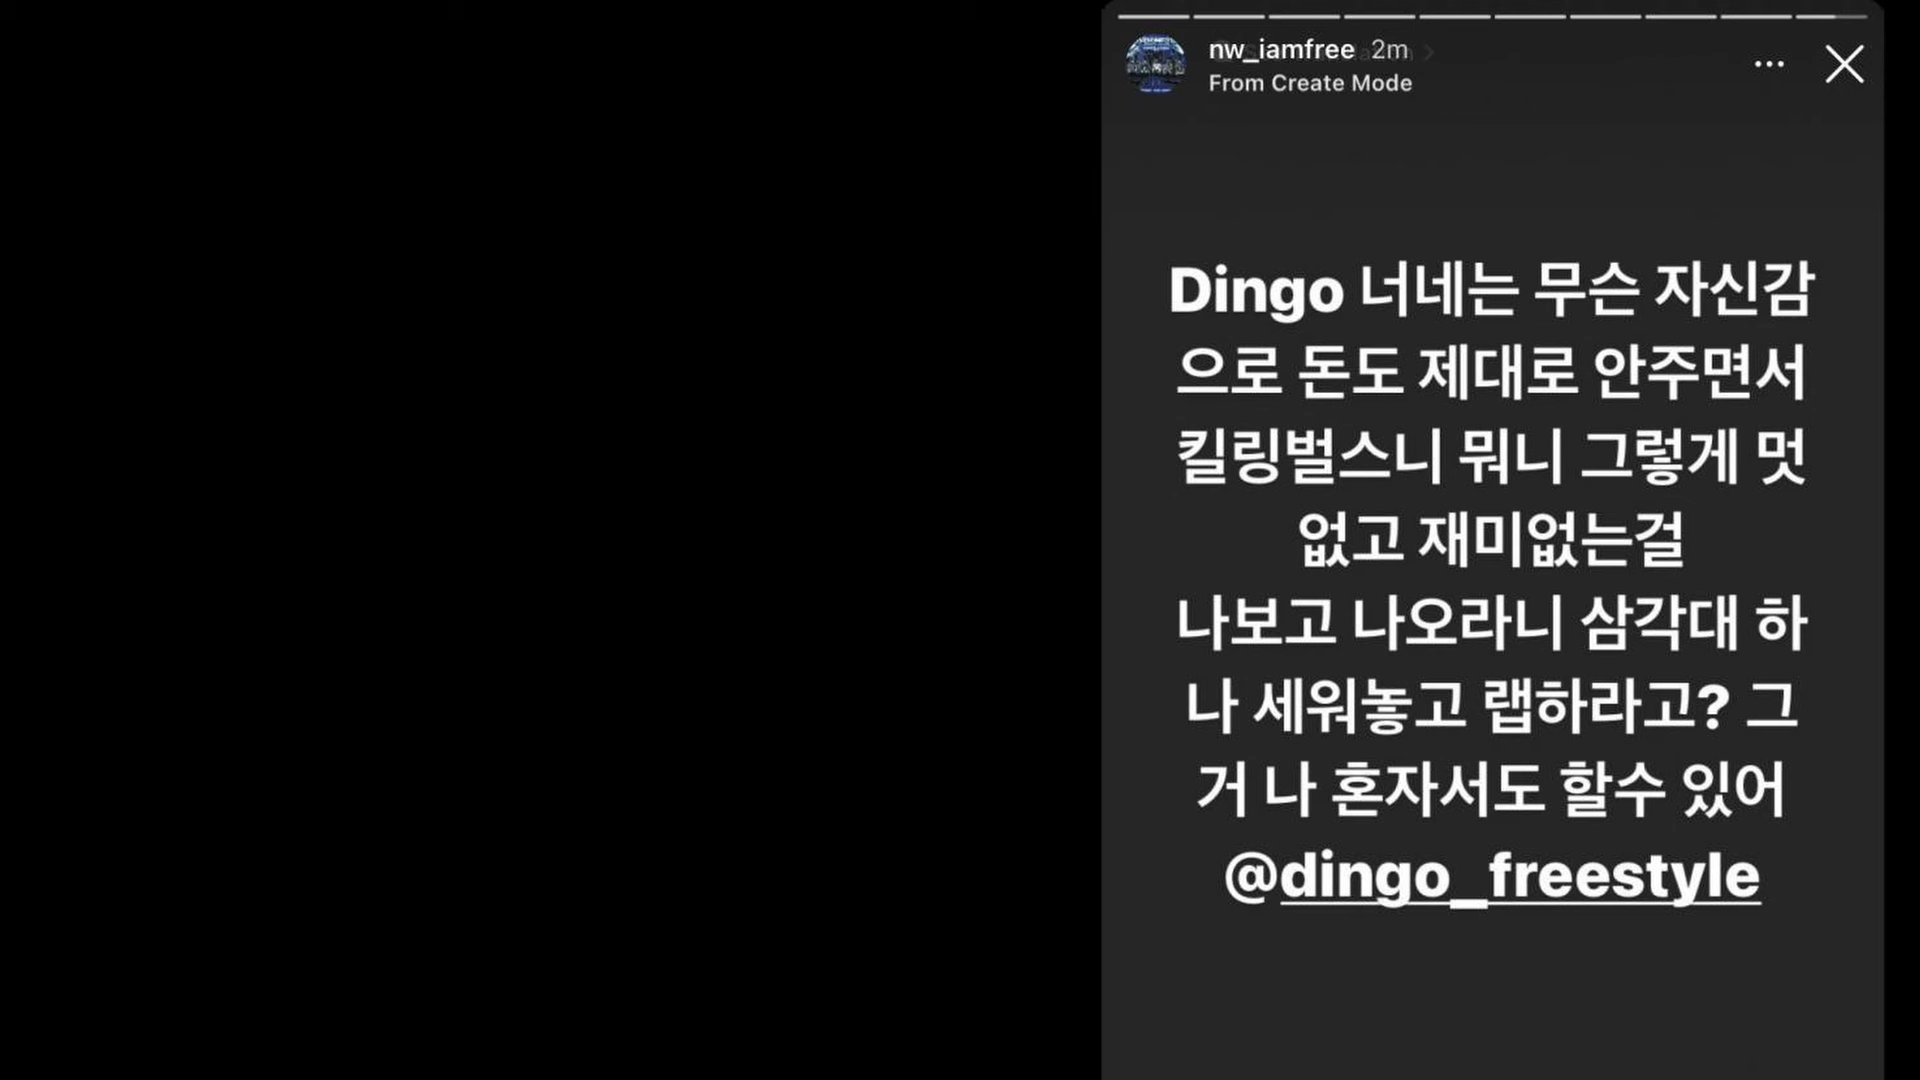 nw_iamfree 2m
From Create Mode
Dingo 너네는 무슨 자신감
으로 돈도 제대로 안주면서
킬링벌스니 뭐니 그렇게 멋
없고 재미없는걸
나보고 나오라니 삼각대 하
나 세워놓고 랩하라고? 그
거 나 혼자서도 할수 있어
@dingo_freestyle